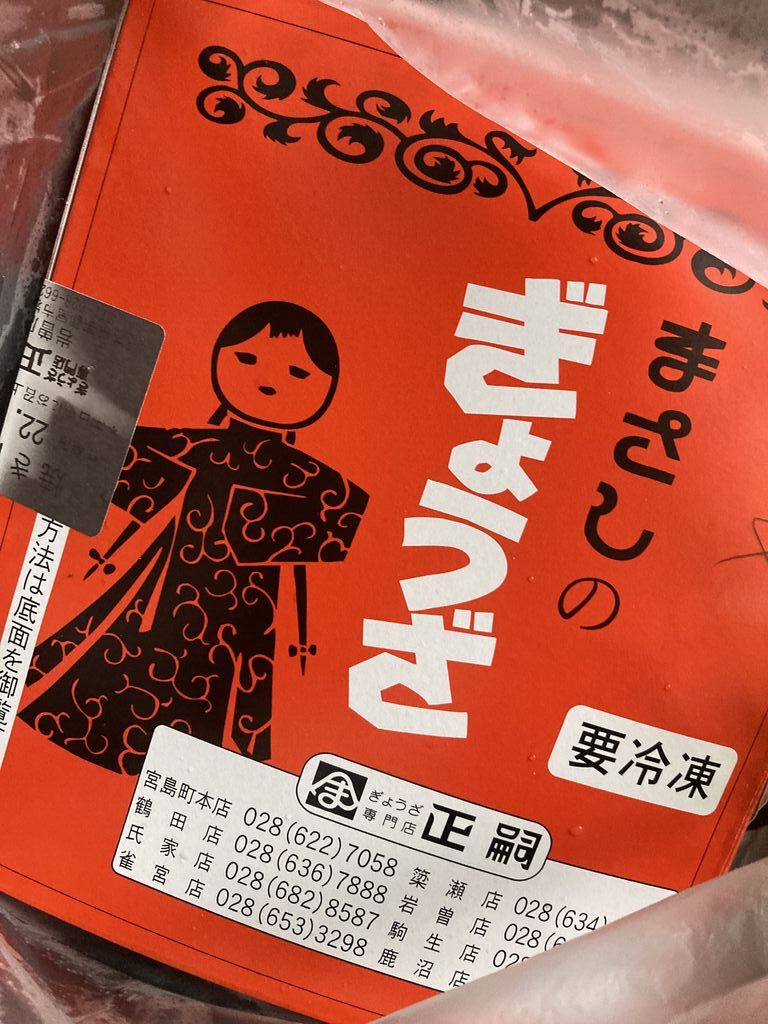 まさしの
ぎょうざ
要冷凍
ぎょうざ
専門店
正嗣
宮島町本店 028(622)7058
鶴田店 028(636)7888
氏家店 028(682)8587
雀宮店 028(653)3298
簗瀬店 028(634)
岩曽店 028(6
駒生店 02
鹿沼店
方法は底面を御覧
22.